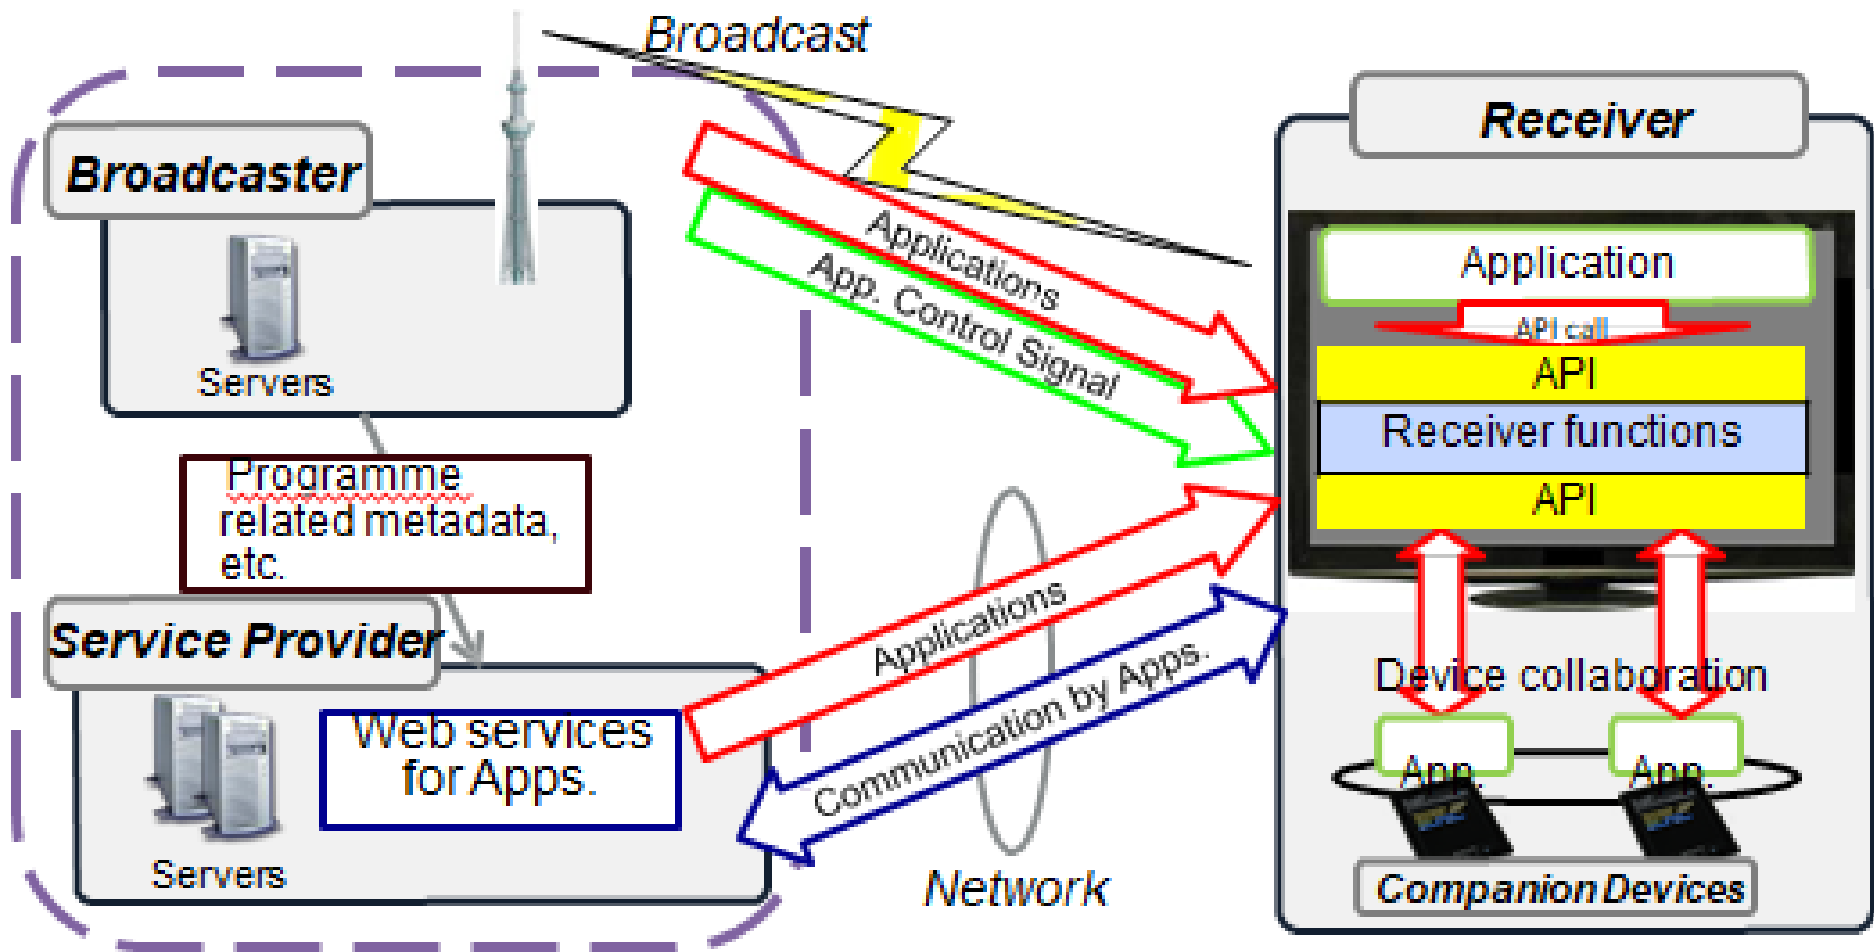 Broadcast
Broadcaster
Servers
Programme
related metadata,
etc.
Service Provider
Web services
for Apps.
Servers
Applications
App. Control Signal
Applications
Communication by Apps.
Network
Receiver
Application
API call
API
Receiver functions
API
Device collaboration
App.
App.
Companion Devices